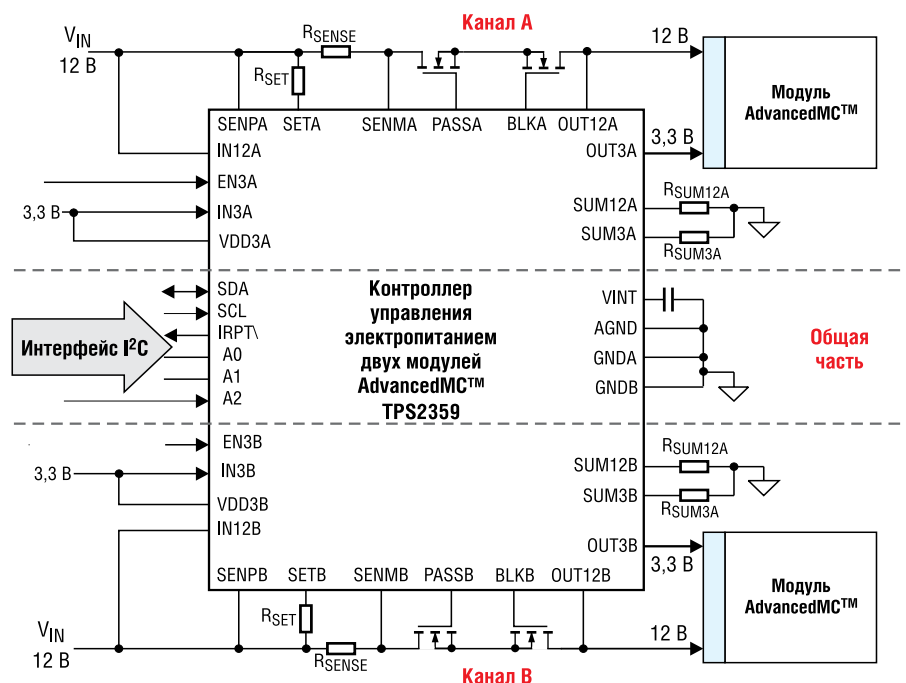 Канал А
V_IN
12 В
R_SENSE
R_SET
12 В
Модуль
AdvancedMC™
SENPA
SETA
SENMA
PASSA
BLKA
OUT12A
IN12A
OUT3A
3,3 В
EN3A
3,3 В
IN3A
VDD3A
SUM12A
R_SUM12A
SUM3A
R_SUM3A
Интерфейс I²C
SDA
SCL
IRPT\
A0
A1
A2
Контроллер
управления
электропитанием
двух модулей
AdvancedMC™
TPS2359
VINT
AGND
GNDA
GNDB
Общая
часть
EN3B
3,3 В
IN3B
VDD3B
IN12B
SUM12B
R_SUM12A
SUM3B
R_SUM3A
OUT3B
3,3 В
SENPB
SETB
SENMB
PASSB
BLKB
OUT12B
Модуль
AdvancedMC™
V_IN
12 В
R_SET
R_SENSE
12 В
Канал В